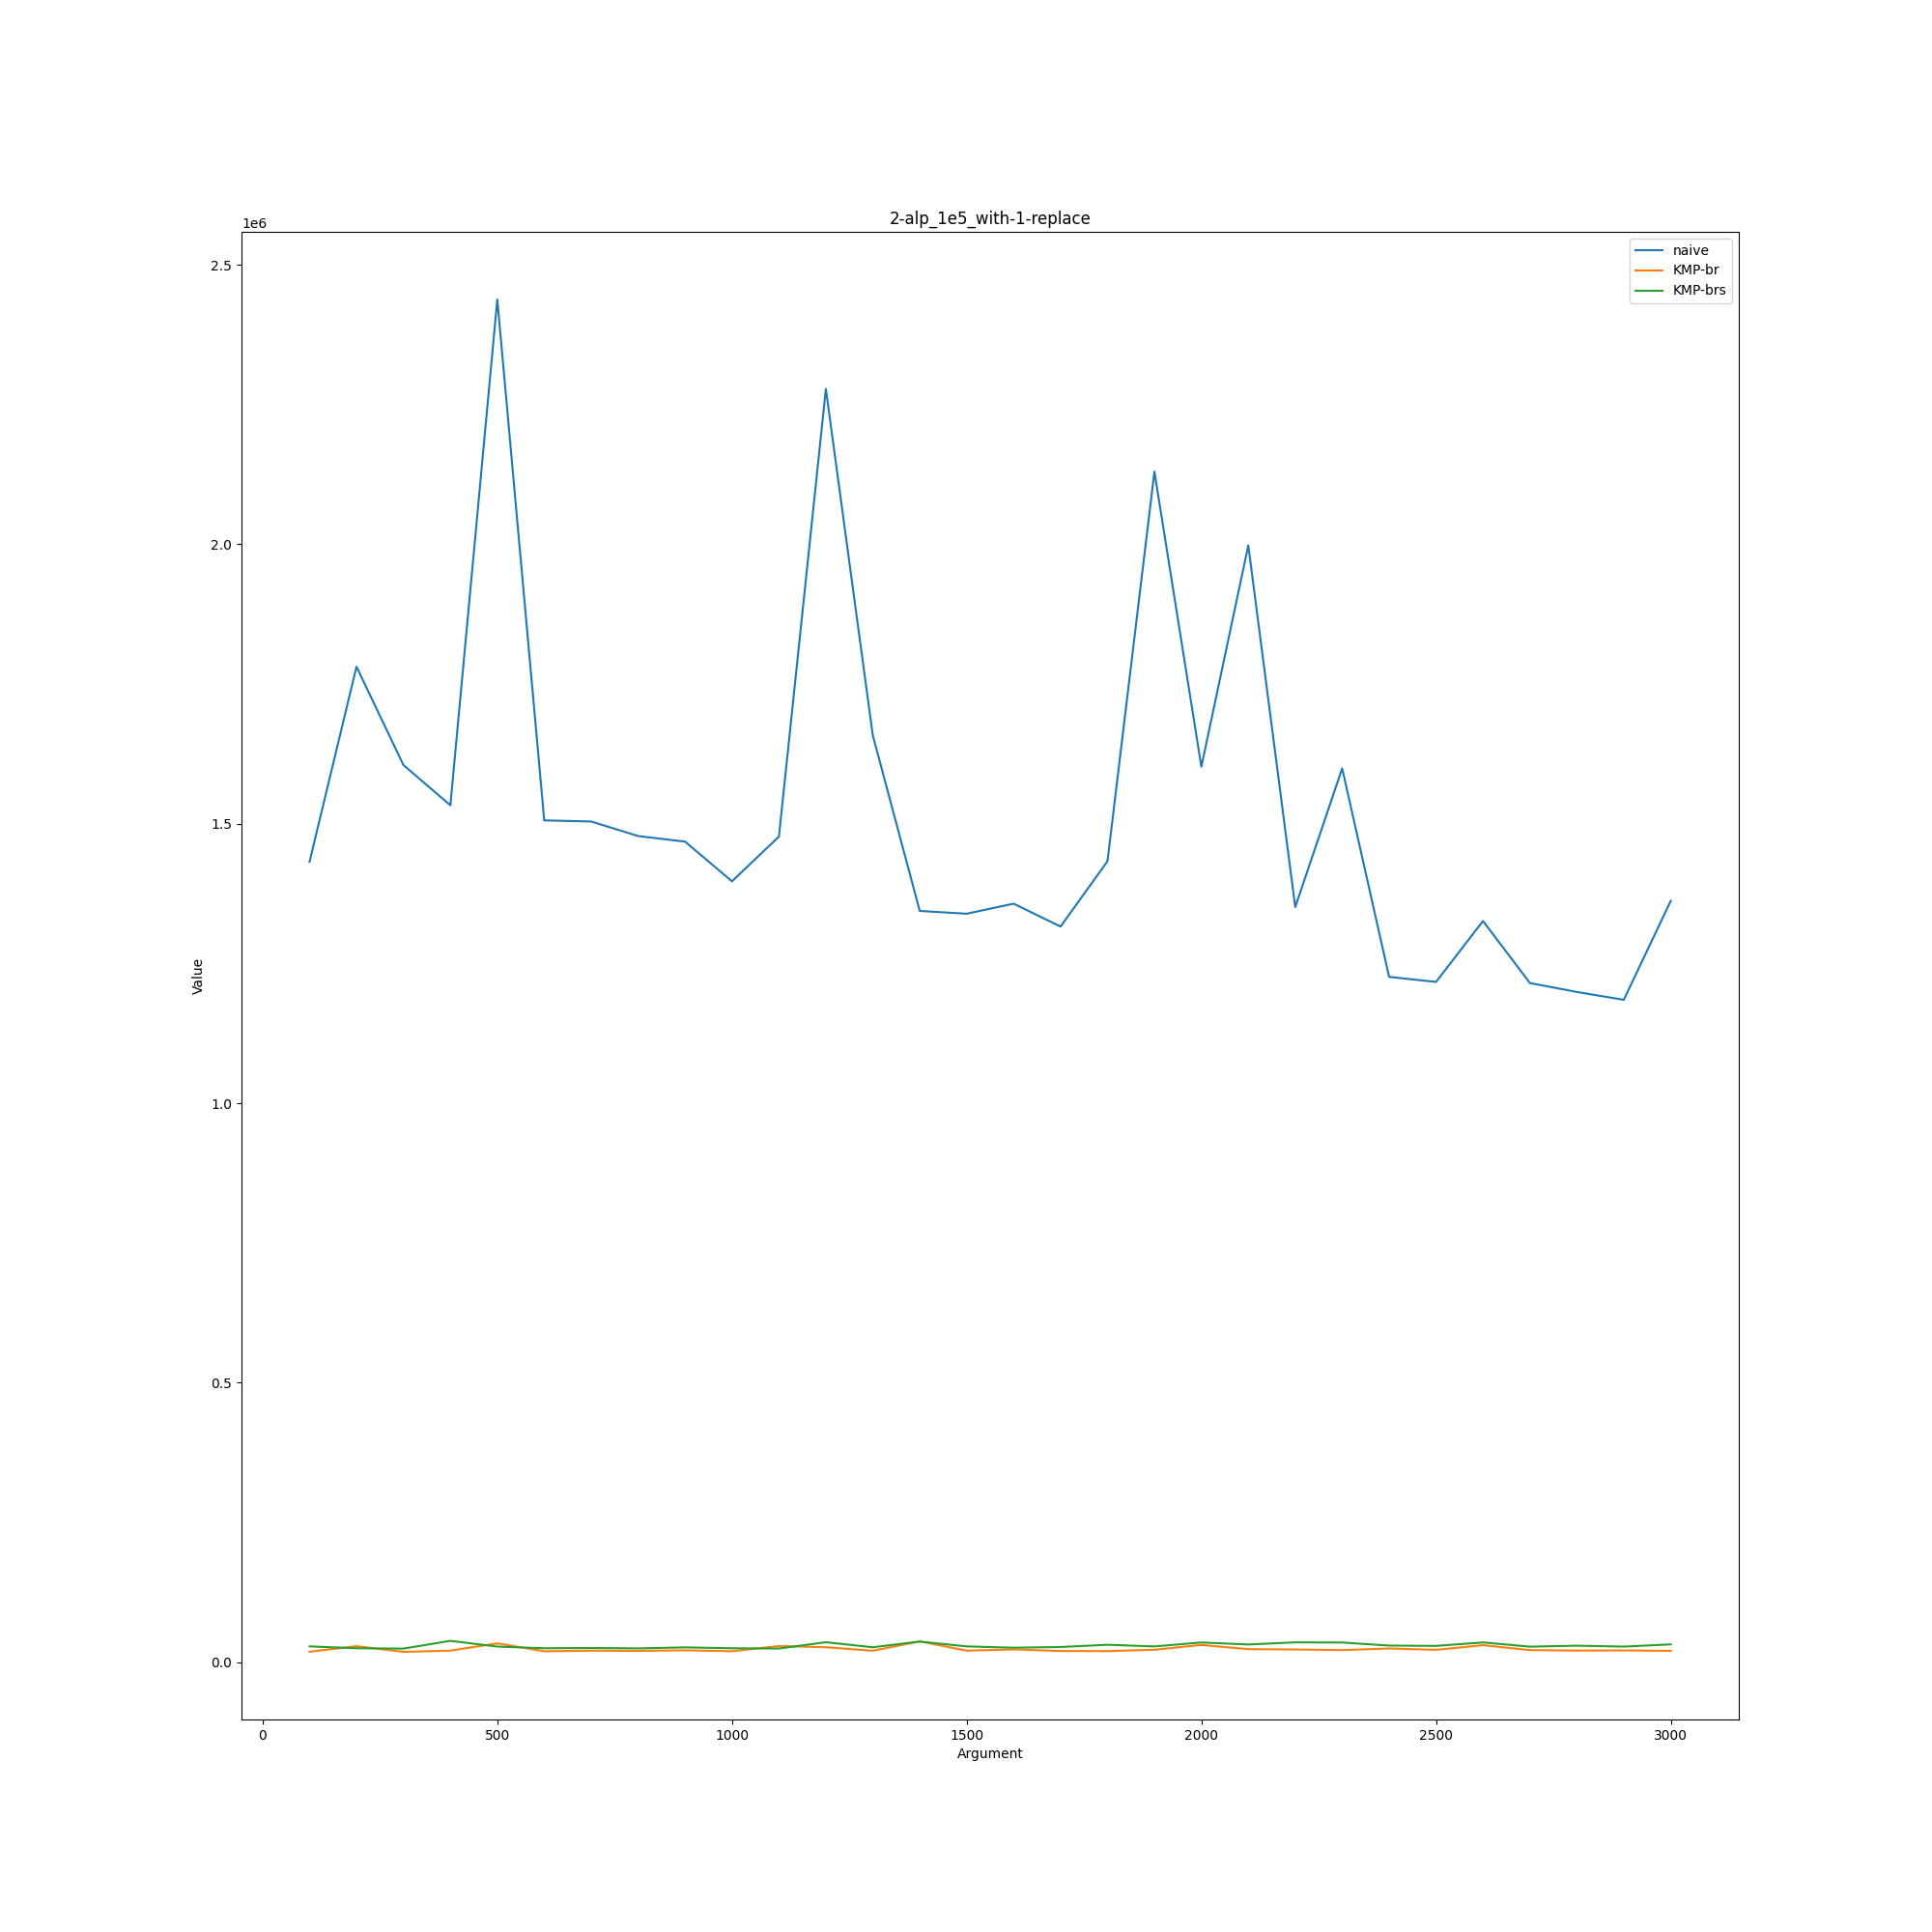 2-alp_1e5_with-1-replace
1e6
naive
KMP-br
KMP-brs
2.5
2.0
1.5
1.0
0.5
0.0
Value
0 500 1000 1500 2000 2500 3000
Argument